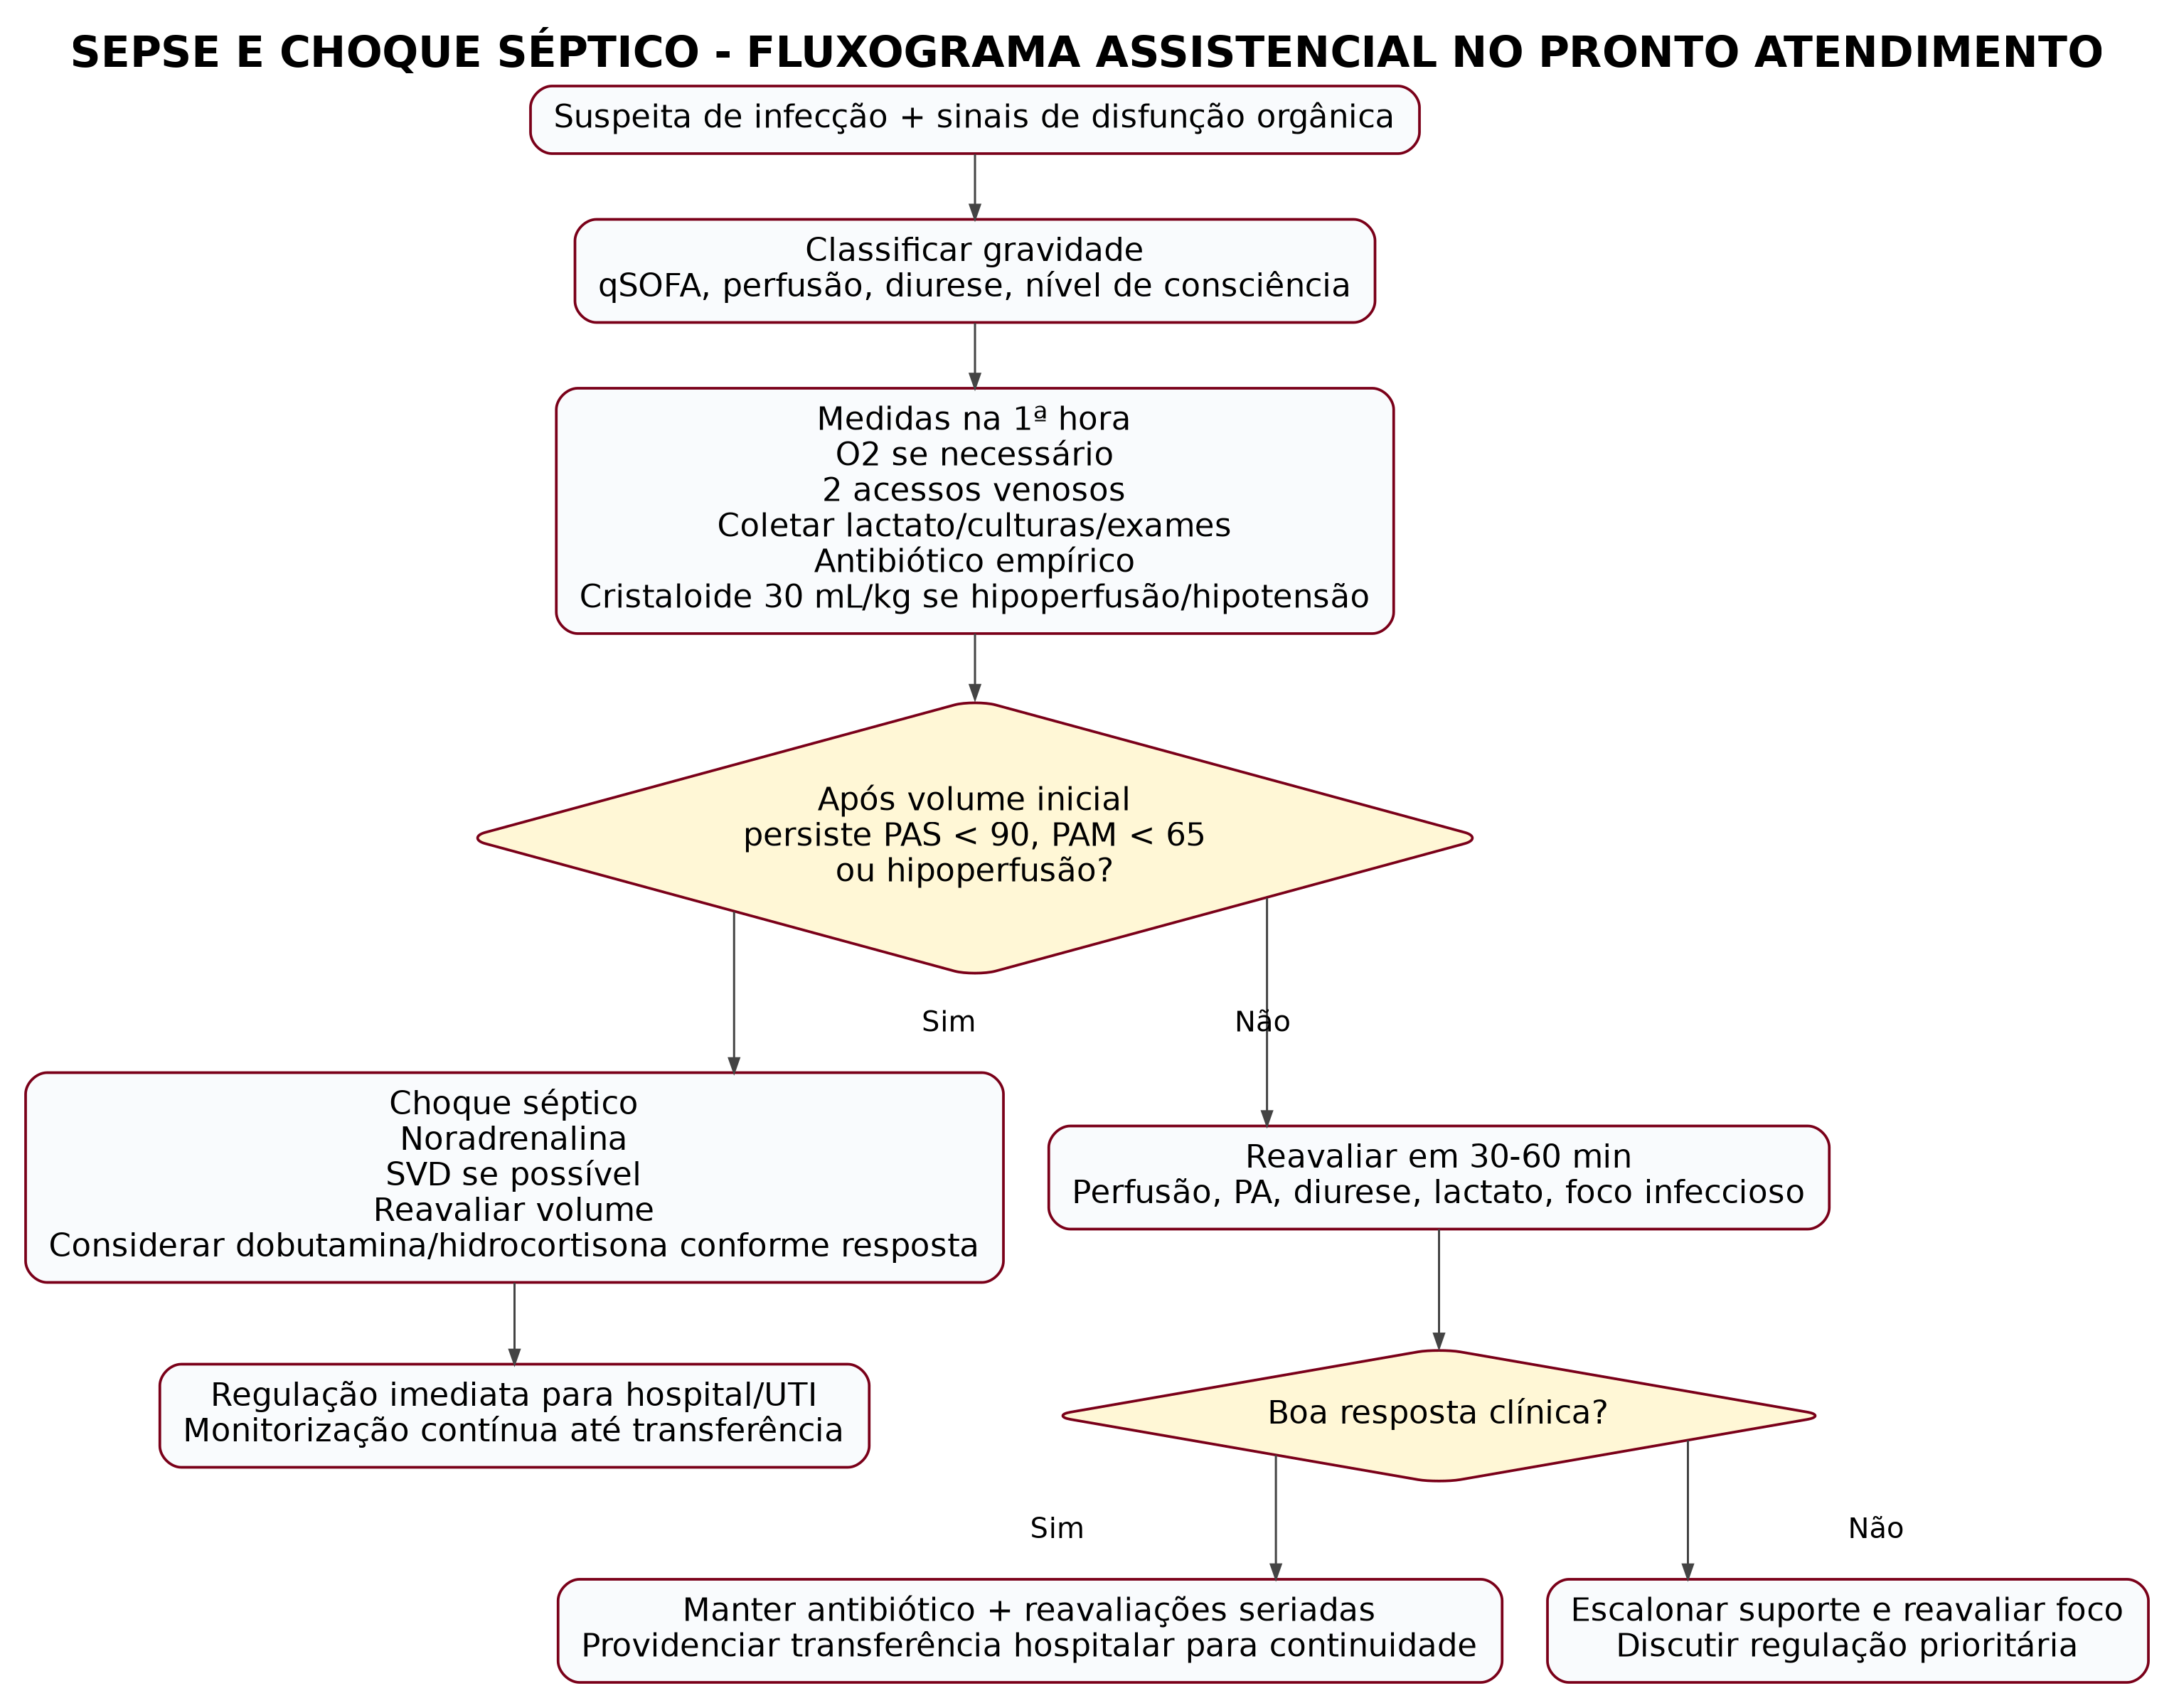 SEPSE E CHOQUE SÉPTICO - FLUXOGRAMA ASSISTENCIAL NO PRONTO ATENDIMENTO
Suspeita de infecção + sinais de disfunção orgânica
Classificar gravidade
qSOFA, perfusão, diurese, nível de consciência
Medidas na 1ª hora
O2 se necessário
2 acessos venosos
Coletar lactato/culturas/exames
Antibiótico empírico
Cristaloide 30 mL/kg se hipoperfusão/hipotensão
Após volume inicial
persiste PAS < 90, PAM < 65
ou hipoperfusão?
Sim
Não
Choque séptico
Noradrenalina
SVD se possível
Reavaliar volume
Considerar dobutamina/hidrocortisona conforme resposta
Reavaliar em 30-60 min
Perfusão, PA, diurese, lactato, foco infeccioso
Regulação imediata para hospital/UTI
Monitorização contínua até transferência
Boa resposta clínica?
Sim
Não
Manter antibiótico + reavaliações seriadas
Providenciar transferência hospitalar para continuidade
Escalonar suporte e reavaliar foco
Discutir regulação prioritária